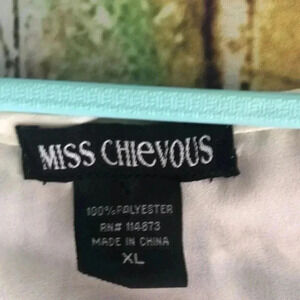 MISS CHIeVOUS
100% POLYESTER
RN# 114873
MADE IN CHINA
XL